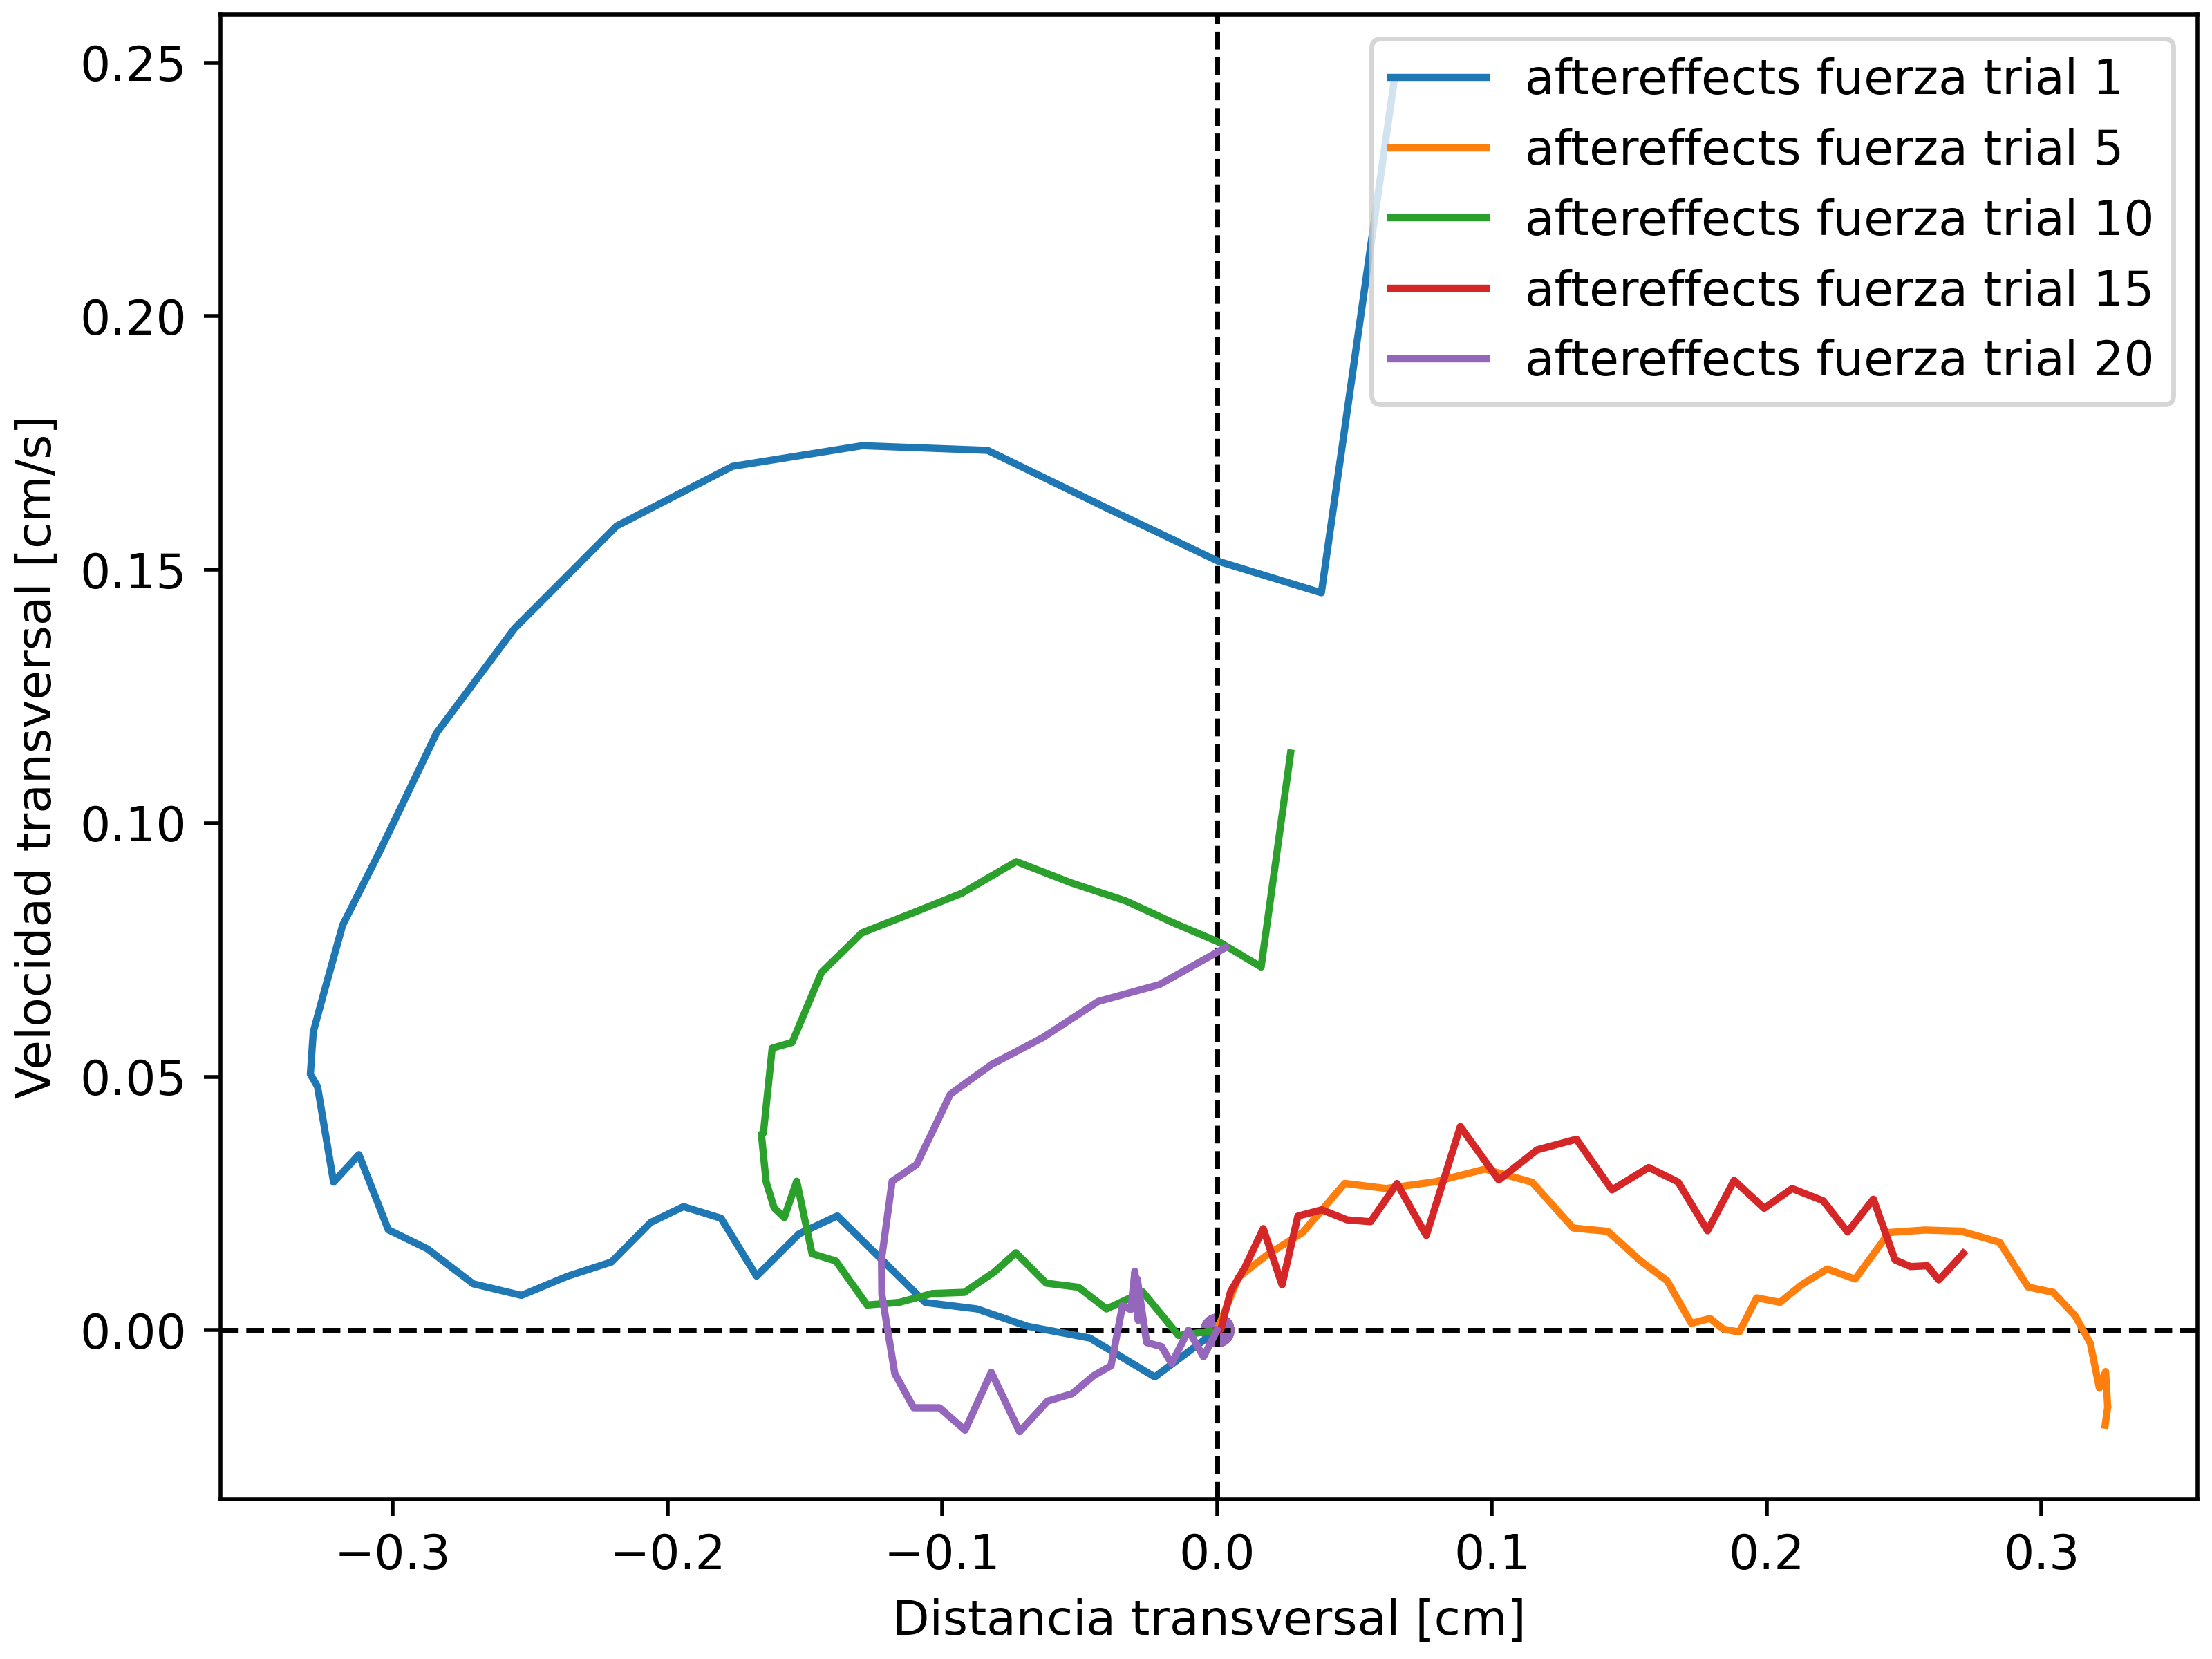 0.25
0.20
0.15
0.10
0.05
0.00
Velocidad transversal [cm/s]
aftereffects fuerza trial 1
aftereffects fuerza trial 5
aftereffects fuerza trial 10
aftereffects fuerza trial 15
aftereffects fuerza trial 20
−0.3 −0.2 −0.1 0.0 0.1 0.2 0.3
Distancia transversal [cm]